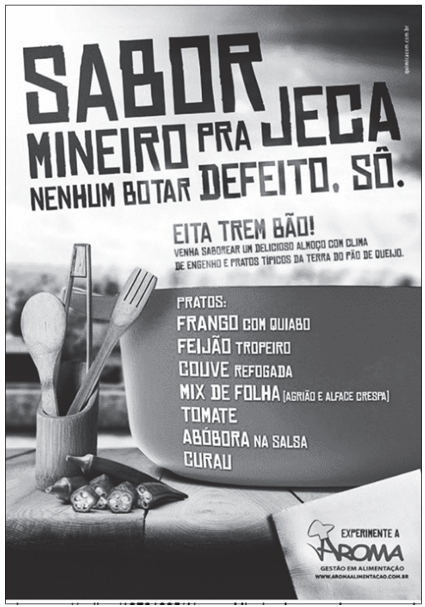 SABOR
MINEIRO PRA JECA
NENHUM BOTAR DEFEITO, SÔ.
EITA TREM BÃO!
VENHA SABOREAR UM DELICIOSO ALMOÇO COM CLIMA
DE ENGENHO E PRATOS TÍPICOS DA TERRA DO PÃO DE QUEIJO.
PRATOS:
FRANGO COM QUIABO
FEIJÃO TROPEIRO
COUVE REFOGADA
MIX DE FOLHA (AGRIÃO E ALFACE CRESPA)
TOMATE
ABÓBORA NA SALSA
CURAU
EXPERIMENTE A
AROMA
GESTÃO EM ALIMENTAÇÃO
WWW.AROMAALIMENTACAO.COM.BR